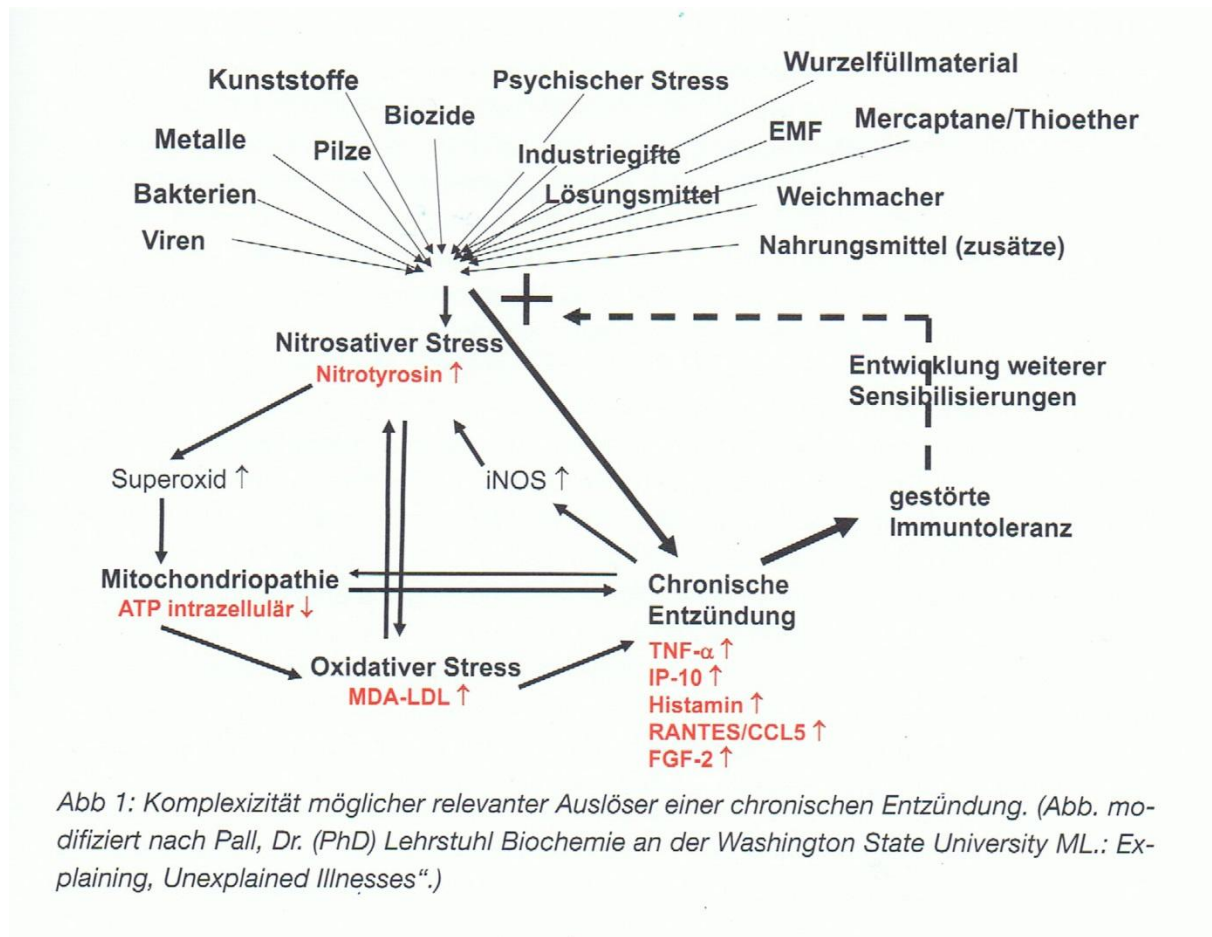 Wurzelfüllmaterial
Kunststoffe
Psychischer Stress
Biozide
Mercaptane/Thioether
EMF
Metalle
Pilze
Industriegifte
Bakterien
Lösungsmittel
Weichmacher
Viren
Nahrungsmittel (zusätze)
+
Nitrosativer Stress
Nitrotyrosin ↑
Entwicklung weiterer
Sensibilisierungen
Superoxid ↑
iNOS ↑
gestörte
Immuntoleranz
Mitochondriopathie
ATP intrazellulär ↓
Chronische
Entzündung
TNF-α ↑
IP-10 ↑
Histamin ↑
RANTES/CCL5 ↑
FGF-2 ↑
Oxidativer Stress
MDA-LDL ↑
Abb 1: Komplexizität möglicher relevanter Auslöser einer chronischen Entzündung. (Abb. mo-
difiziert nach Pall, Dr. (PhD) Lehrstuhl Biochemie an der Washington State University ML.: Ex-
plaining, Unexplained Illnesses“.)